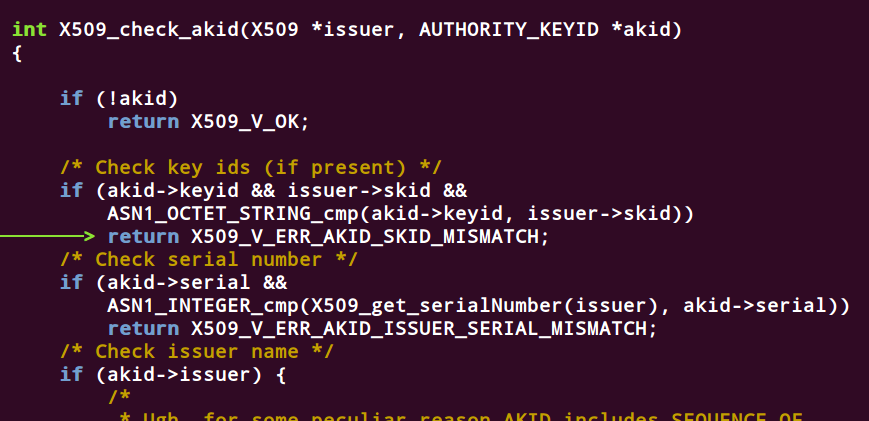 int X509_check_akid(X509 *issuer, AUTHORITY_KEYID *akid)
{
if (!akid)
return X509_V_OK;
/* Check key ids (if present) */
if (akid->keyid && issuer->skid &&
ASN1_OCTET_STRING_cmp(akid->keyid, issuer->skid))
return X509_V_ERR_AKID_SKID_MISMATCH;
/* Check serial number */
if (akid->serial &&
ASN1_INTEGER_cmp(X509_get_serialNumber(issuer), akid->serial))
return X509_V_ERR_AKID_ISSUER_SERIAL_MISMATCH;
/* Check issuer name */
if (akid->issuer) {
/*
* Ugh, for some peculiar reason AKID includes SEQUENCE OF